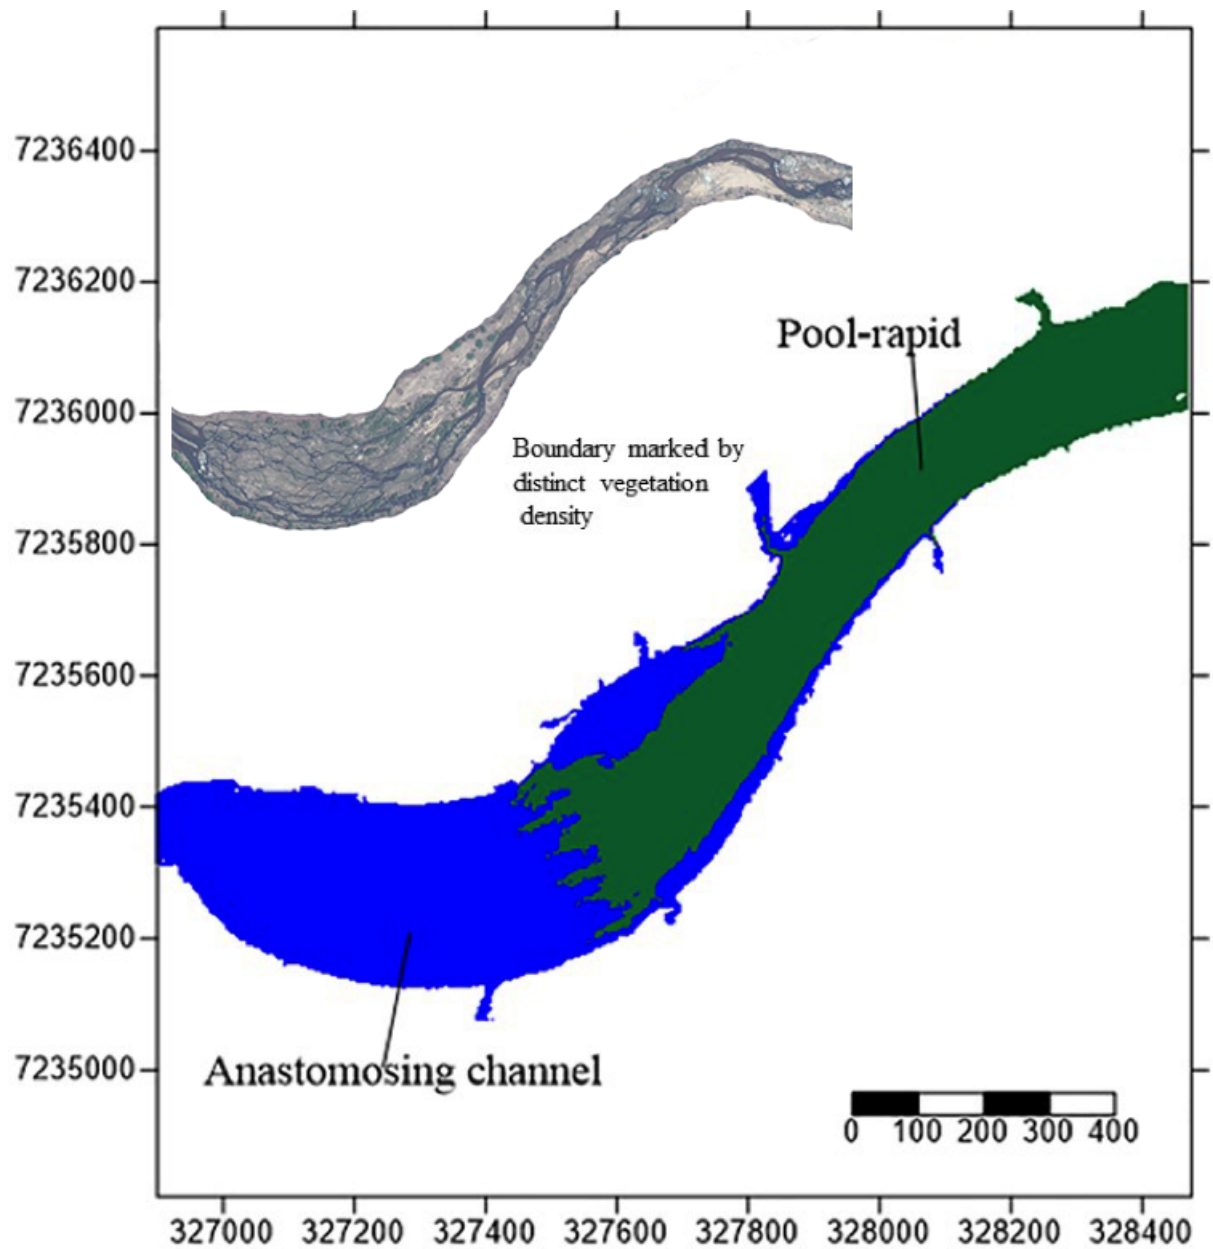 7236400
7236200
Pool-rapid
7236000
Boundary marked by
distinct vegetation
density
7235800
7235600
7235400
7235200
7235000
Anastomosing channel
0 100 200 300 400
327000 327200 327400 327600 327800 328000 328200 328400